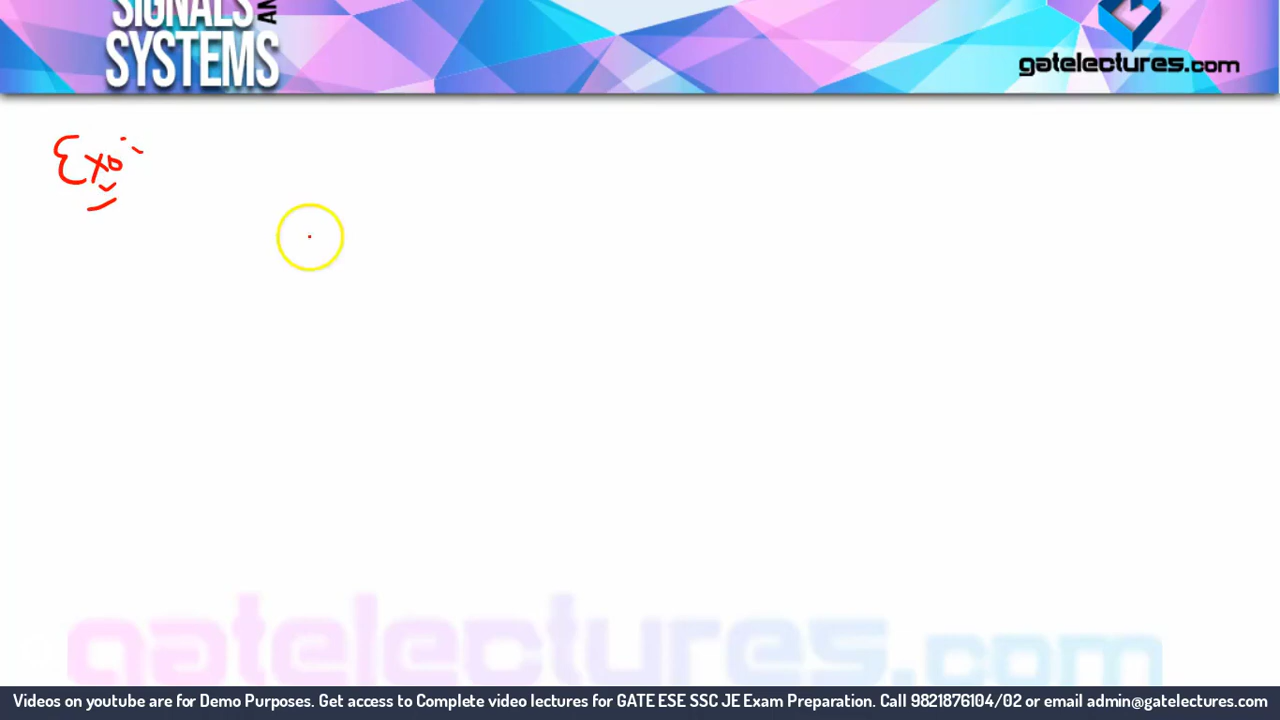 SIGNALS AND
SYSTEMS
gatelectures.com
gatelectures.com
Videos on youtube are for Demo Purposes. Get access to Complete video lectures for GATE ESE SSC JE Exam Preparation. Call 9821876104/02 or email admin@gatelectures.com